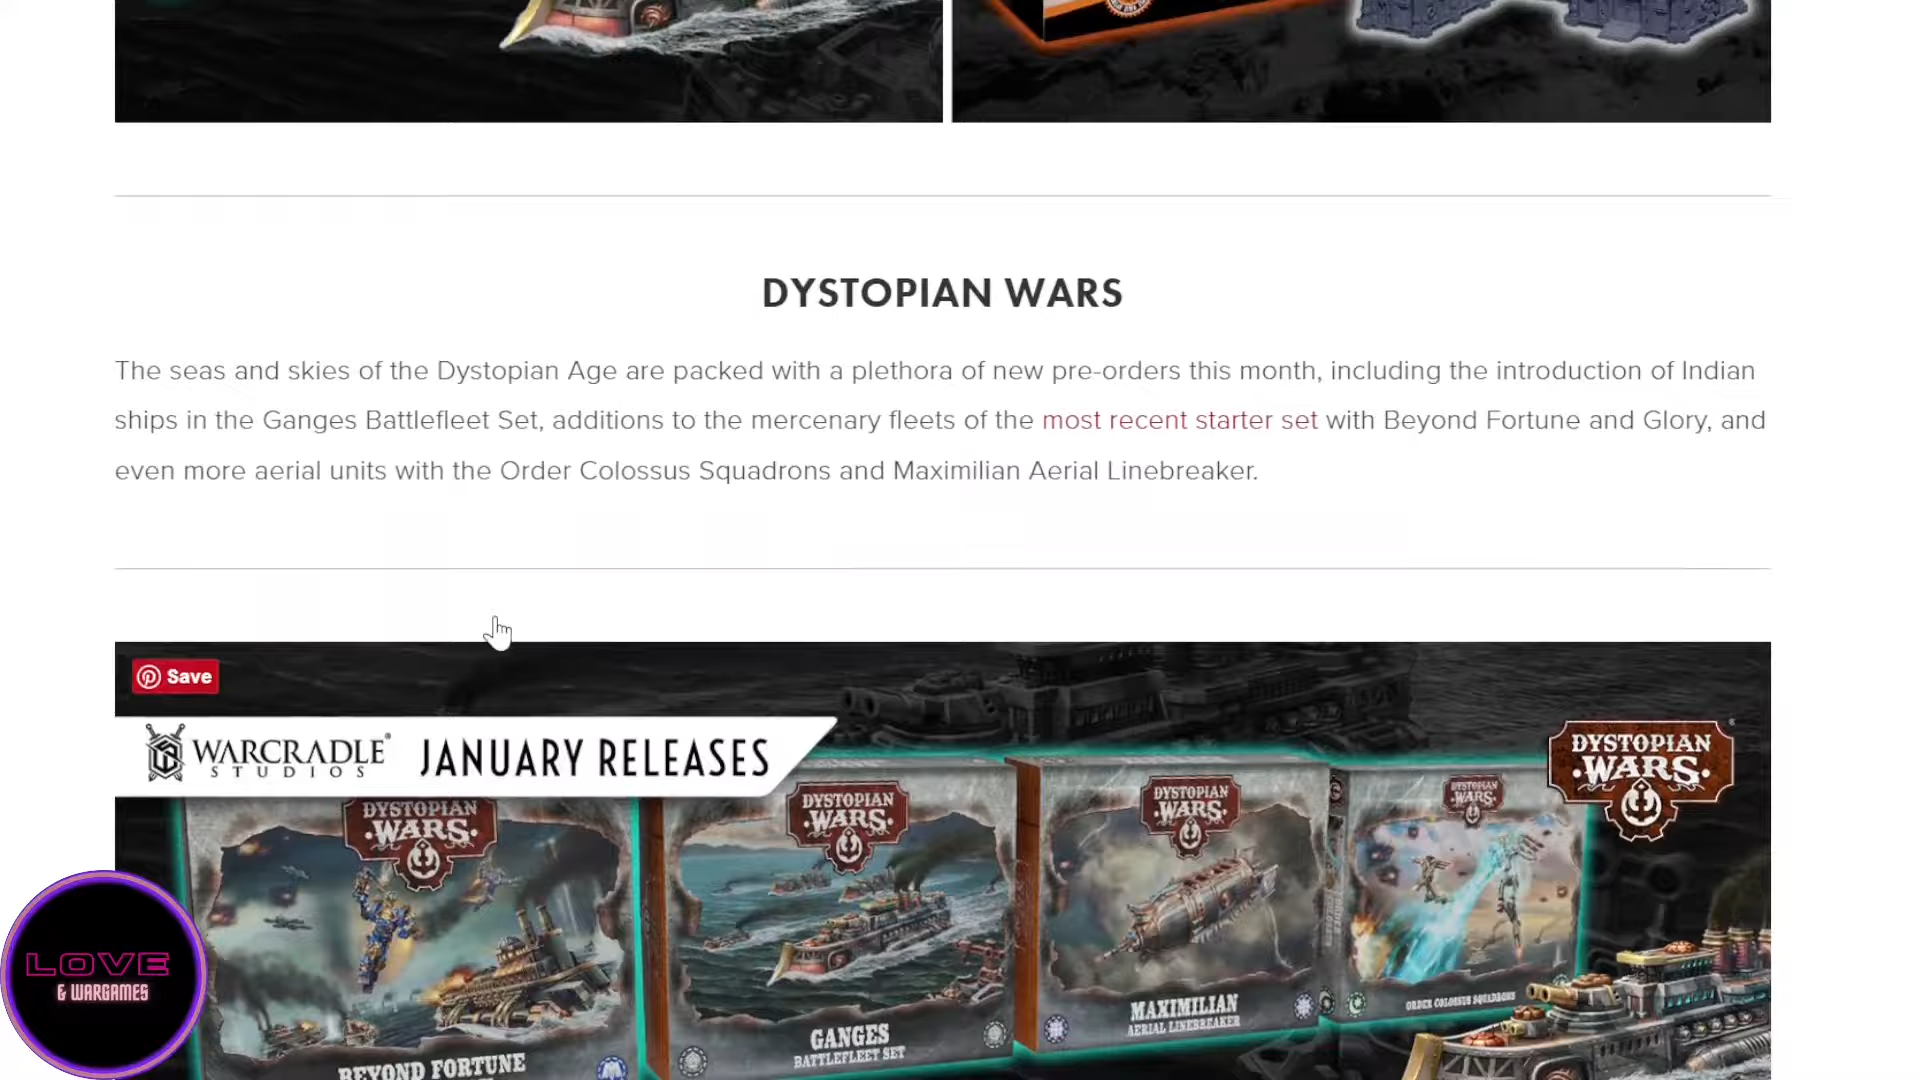 DYSTOPIAN WARS
The seas and skies of the Dystopian Age are packed with a plethora of new pre-orders this month, including the introduction of Indian
ships in the Ganges Battlefleet Set, additions to the mercenary fleets of the most recent starter set with Beyond Fortune and Glory, and
even more aerial units with the Order Colossus Squadrons and Maximilian Aerial Linebreaker.
Save
WARCRADLE®
STUDIOS
JANUARY RELEASES
DYSTOPIAN
WARS
DYSTOPIAN
WARS
DYSTOPIAN
WARS
DYSTOPIAN
WARS
DYSTOPIAN
WARS
BEYOND FORTUNE
GANGES
BATTLEFLEET SET
MAXIMILIAN
AERIAL LINEBREAKER
ORDER COLOSSUS SQUADRONS
LOVE
& WARGAMES